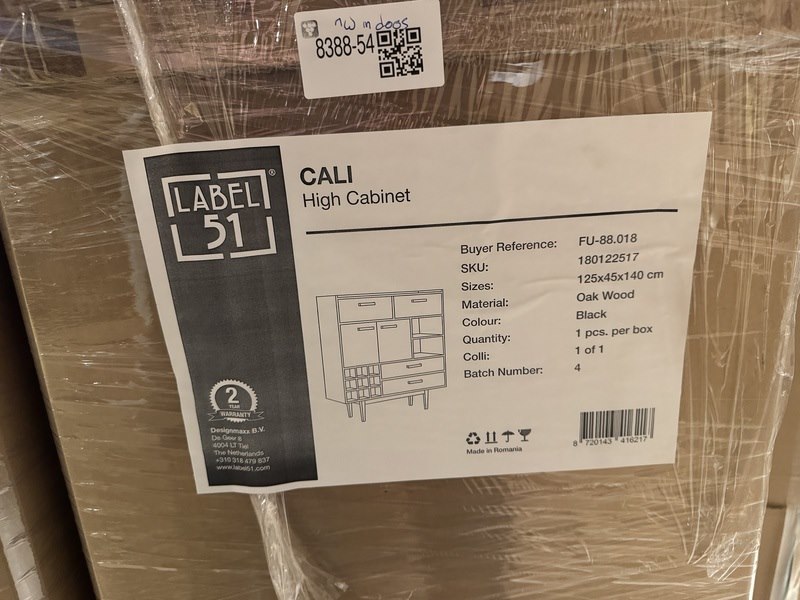 nw in doos
8388-54
LABEL
51
®
CALI
High Cabinet
Buyer Reference: FU-88.018
SKU: 180122517
Sizes: 125x45x140 cm
Material: Oak Wood
Colour: Black
Quantity: 1 pcs. per box
Colli: 1 of 1
Batch Number: 4
2
YEAR
WARRANTY
Designmaxx B.V.
De Geer 8
4004 LT Tiel
The Netherlands
+310 318 479 837
www.label51.com
Made in Romania
8 720143 416217